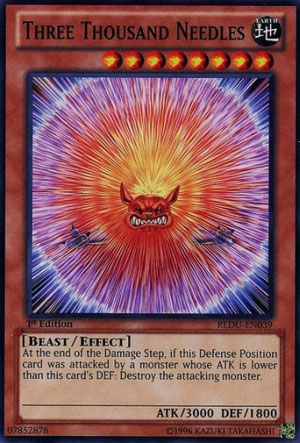 THREE THOUSAND NEEDLES
EARTH
地
1st Edition
REDU-EN039
[BEAST / EFFECT]
At the end of the Damage Step, if this Defense Position
card was attacked by a monster whose ATK is lower
than this card's DEF: Destroy the attacking monster.
ATK/3000 DEF/1800
07852878
©1996 KAZUKI TAKAHASHI